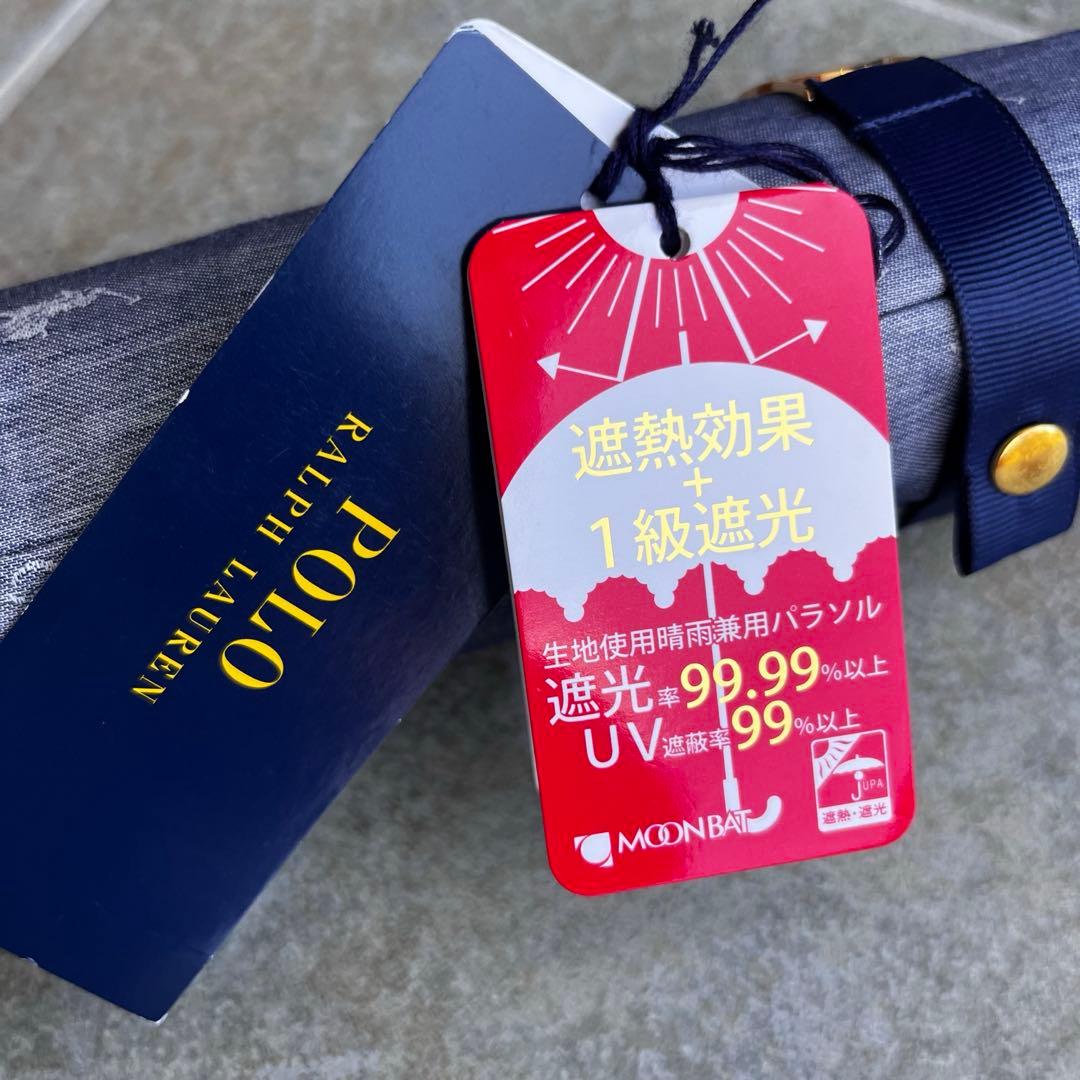 POLO
RALPH LAUREN
遮熱効果
+
1級遮光
生地使用晴雨兼用パラソル
遮光率99.99%以上
UV遮蔽率99%以上
JUPA
遮熱・遮光
MOONBAT